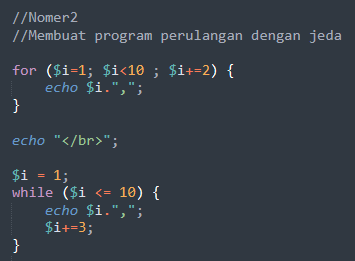 //Nomer2
//Membuat program perulangan dengan jeda
for ($i=1; $i<10 ; $i+=2) {
echo $i.",";
}
echo "</br>";
$i = 1;
while ($i <= 10) {
echo $i.",";
$i+=3;
}